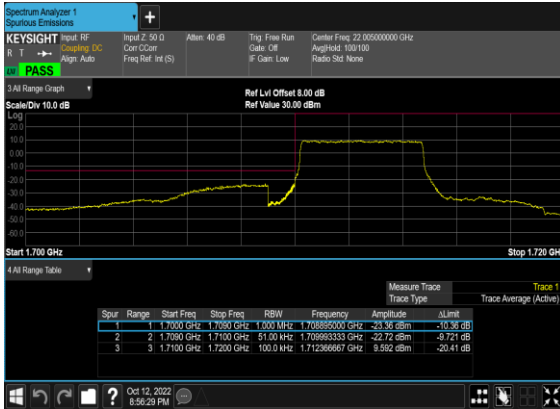 Spectrum Analyzer 1
Spurious Emissions
+
KEYSIGHT Input: RF Input Z: 50 Ω Atten: 40 dB Trig: Free Run Center Freq: 22.005000000 GHz
R T Coupling: DC Corr CCorr Gate: Off Avg|Hold: 100/100
Align: Auto Freq Ref: Int (S) IF Gain: Low Radio Std: None
PASS
3 All Range Graph
Ref Lvl Offset 8.00 dB
Scale/Div 10.0 dB Ref Value 30.00 dBm
Log
20.0
10.0
0.00
-10.0
-20.0
-30.0
-40.0
-50.0
-60.0
Start 1.700 GHz Stop 1.720 GHz
4 All Range Table
Measure Trace Trace 1
Trace Type Trace Average (Active)
Spur Range Start Freq Stop Freq RBW Frequency Amplitude ΔLimit
1 1 1.7000 GHz 1.7090 GHz 1.000 MHz 1.708895000 GHz -23.36 dBm -10.36 dB
2 2 1.7090 GHz 1.7100 GHz 51.00 kHz 1.709993333 GHz -22.72 dBm -9.721 dB
3 3 1.7100 GHz 1.7200 GHz 100.0 kHz 1.712386667 GHz 9.592 dBm -20.41 dB
?
Oct 12, 2022
8:56:29 PM